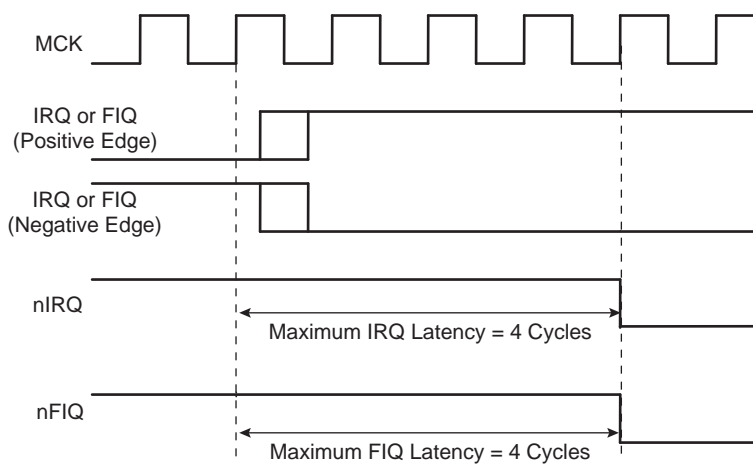 MCK
IRQ or FIQ
(Positive Edge)
IRQ or FIQ
(Negative Edge)
nIRQ
Maximum IRQ Latency = 4 Cycles
nFIQ
Maximum FIQ Latency = 4 Cycles